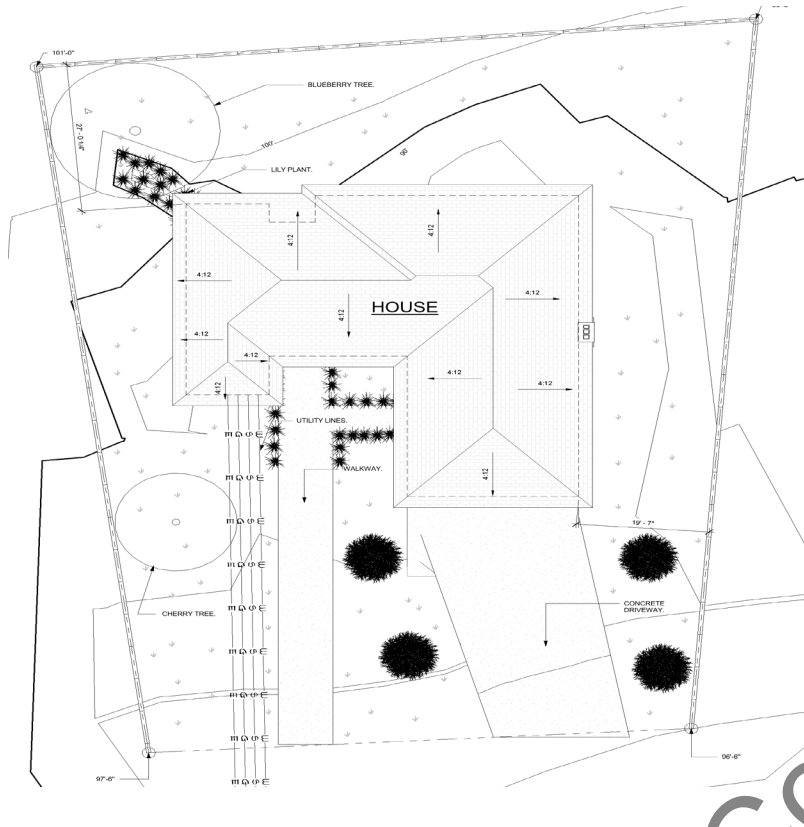 101'-0"
BLUEBERRY TREE.
27' - 0 1/4"
100'
90'
LILY PLANT.
4:12
4:12
4:12
HOUSE
4:12
4:12
4:12
4:12
4:12
4:12
4:12
4:12
UTILITY LINES.
WALKWAY.
4:12
19' - 7"
CHERRY TREE.
CONCRETE
DRIVEWAY.
97'-6"
96'-6"